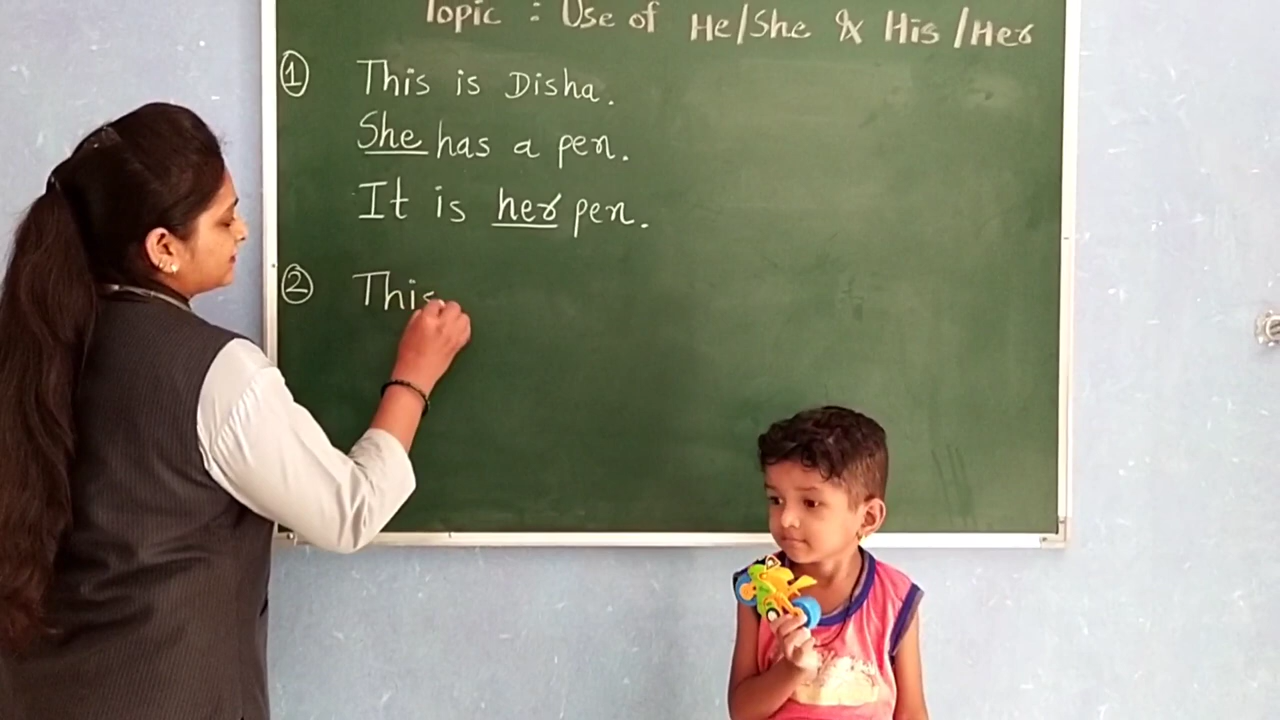 Topic : Use of He/She & His/Her
① This is Disha.
She has a pen.
It is her pen.
② This